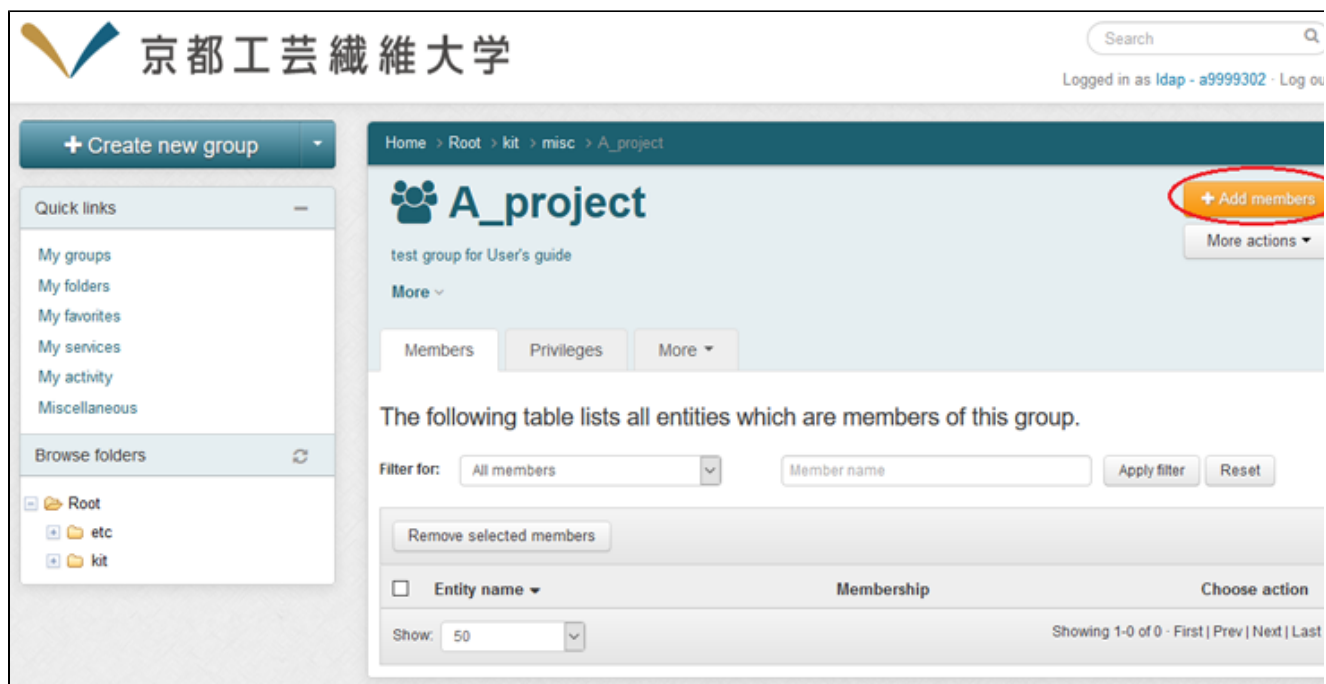 京都工芸繊維大学
Search
Logged in as ldap - a9999302 · Log ou
+ Create new group
Home > Root > kit > misc > A_project
Quick links
My groups
My folders
My favorites
My services
My activity
Miscellaneous
Browse folders
Root
etc
kit
A_project
+ Add members
More actions
test group for User's guide
More
Members Privileges More
The following table lists all entities which are members of this group.
Filter for: All members Member name Apply filter Reset
Remove selected members
Entity name Membership Choose action
Show: 50 Showing 1-0 of 0 · First | Prev | Next | Last